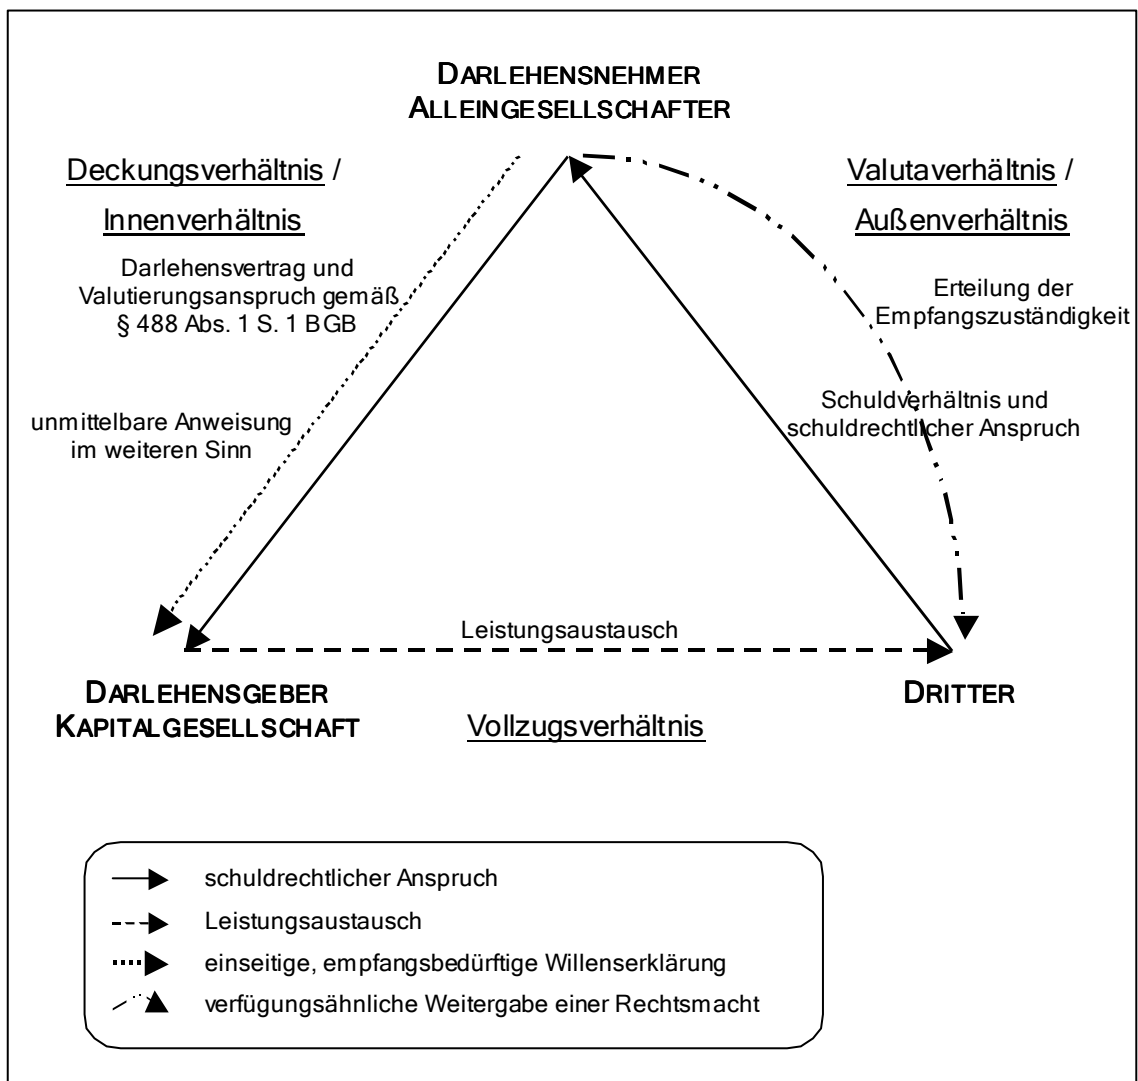 DARLEHENSNEHMER
ALLEINGESELLSCHAFTER
Deckungsverhältnis /
Innenverhältnis
Darlehensvertrag und
Valutierungsanspruch gemäß
§ 488 Abs. 1 S. 1 BGB
unmittelbare Anweisung
im weiteren Sinn
Valutaverhältnis /
Außenverhältnis
Erteilung der
Empfangszuständigkeit
Schuldverhältnis und
schuldrechtlicher Anspruch
Leistungsaustausch
DARLEHENSGEBER
KAPITALGESELLSCHAFT
Vollzugsverhältnis
DRITTER
schuldrechtlicher Anspruch
Leistungsaustausch
einseitige, empfangsbedürftige Willenserklärung
verfügungsähnliche Weitergabe einer Rechtsmacht